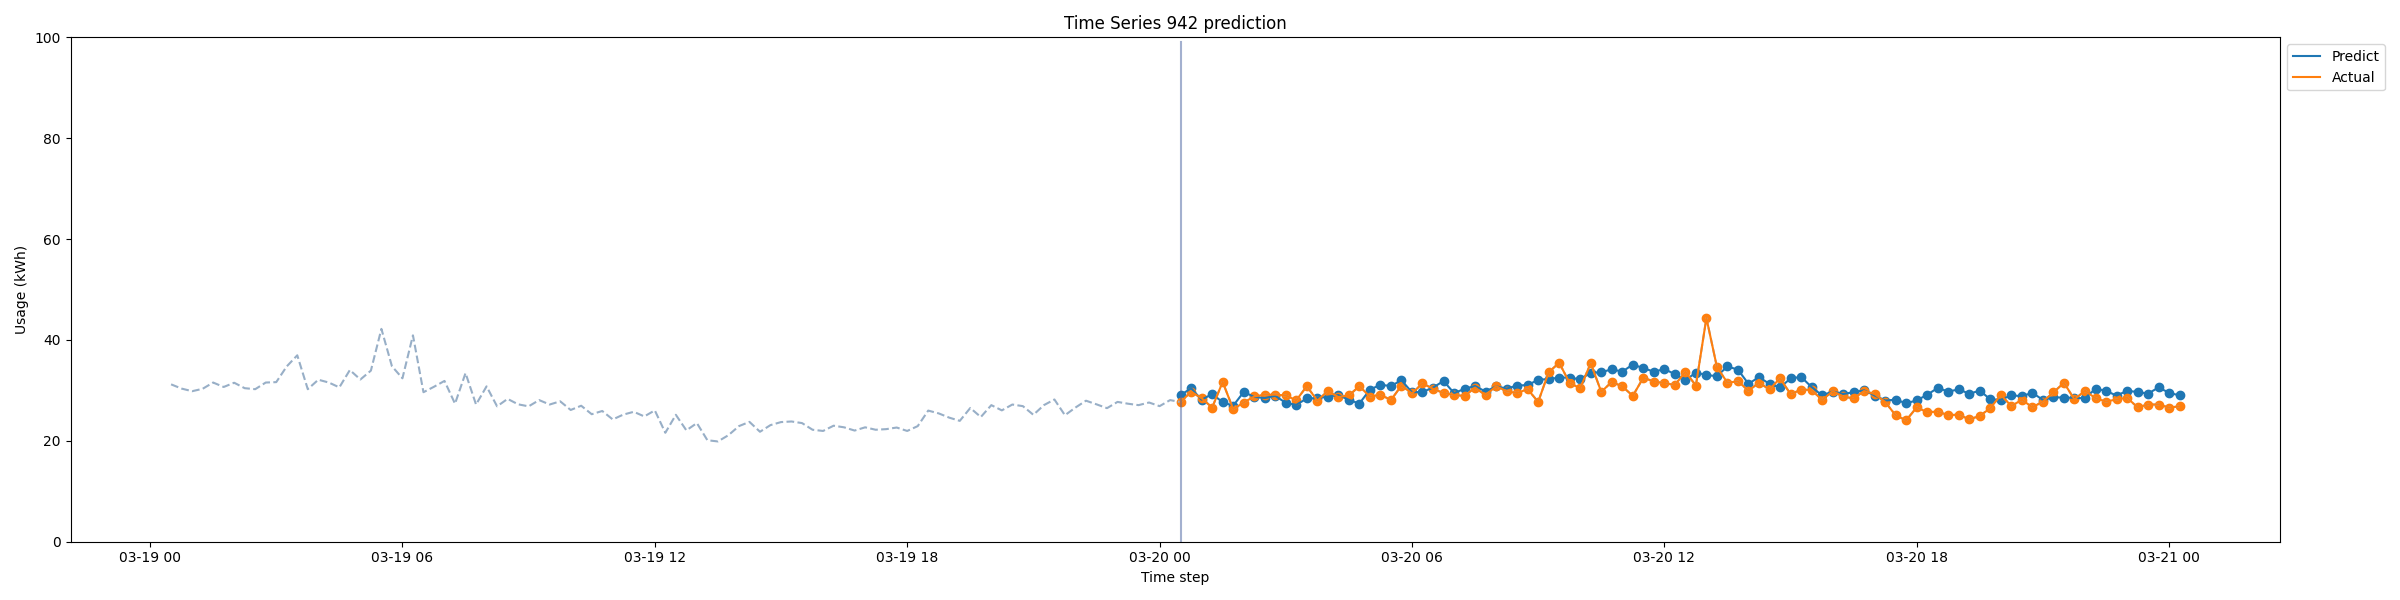 Time Series 942 prediction
Predict
Actual
100
80
60
40
20
0
Usage (kWh)
03-19 00 03-19 06 03-19 12 03-19 18 03-20 00 03-20 06 03-20 12 03-20 18 03-21 00
Time step